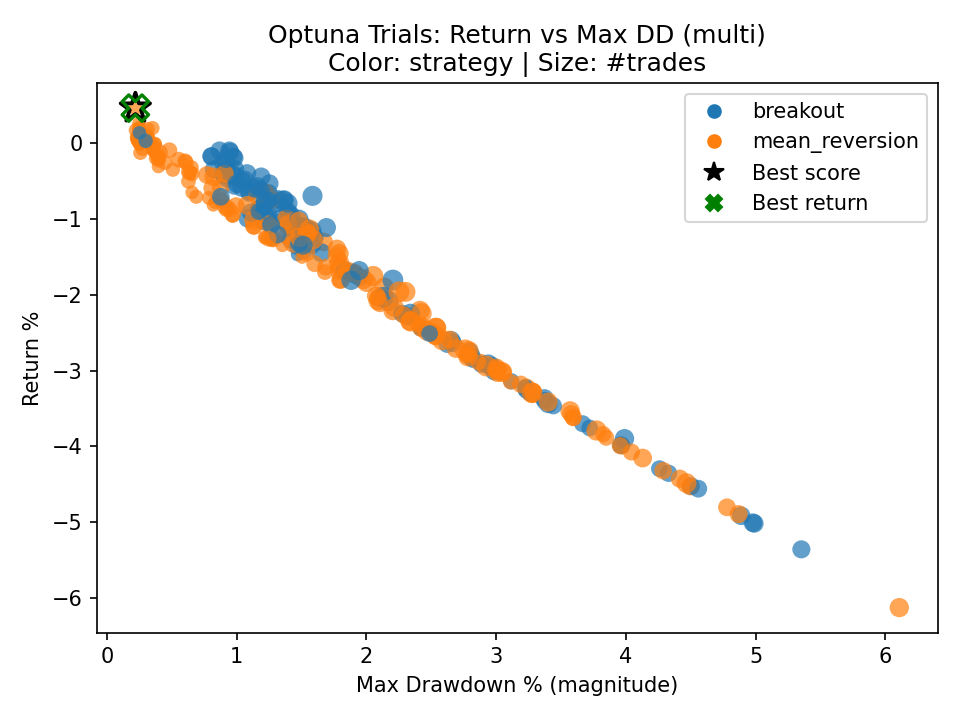 Optuna Trials: Return vs Max DD (multi)
Color: strategy | Size: #trades
breakout
mean_reversion
Best score
Best return
Return %
0
−1
−2
−3
−4
−5
−6
0 1 2 3 4 5 6
Max Drawdown % (magnitude)